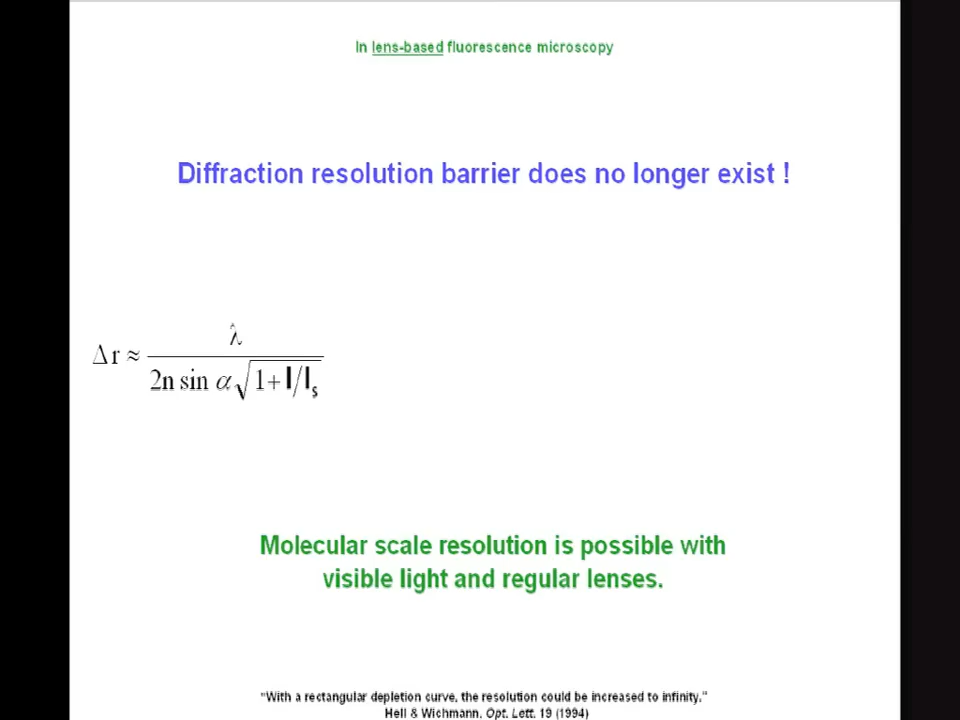 In lens-based fluorescence microscopy
Diffraction resolution barrier does no longer exist !
Δr ≈ λ / (2n sin α √(1+I/Is))
Molecular scale resolution is possible with
visible light and regular lenses.
"With a rectangular depletion curve, the resolution could be increased to infinity."
Hell & Wichmann, Opt. Lett. 19 (1994)